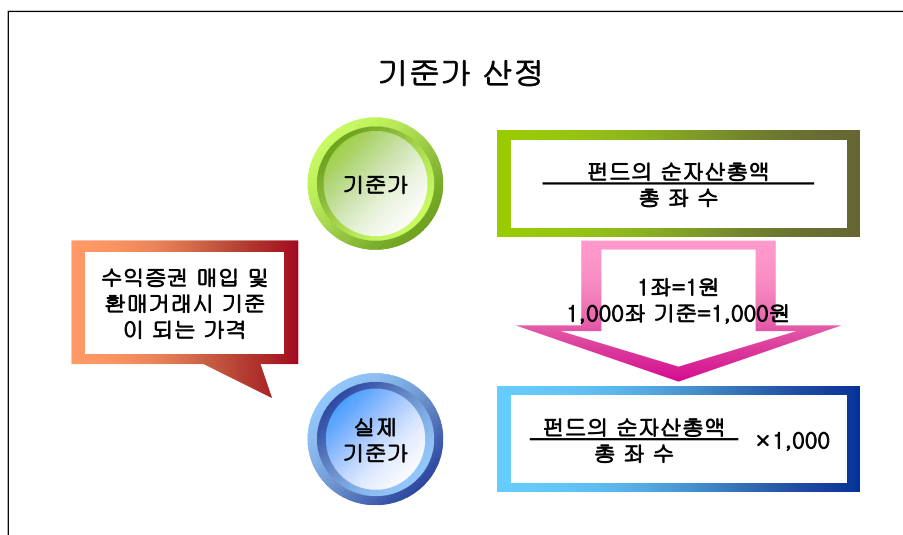 기준가 산정
기준가
펀드의 순자산총액
총 좌 수
수익증권 매입 및
환매거래시 기준
이 되는 가격
1좌=1원
1,000좌 기준=1,000원
실제
기준가
펀드의 순자산총액
총 좌 수
×1,000